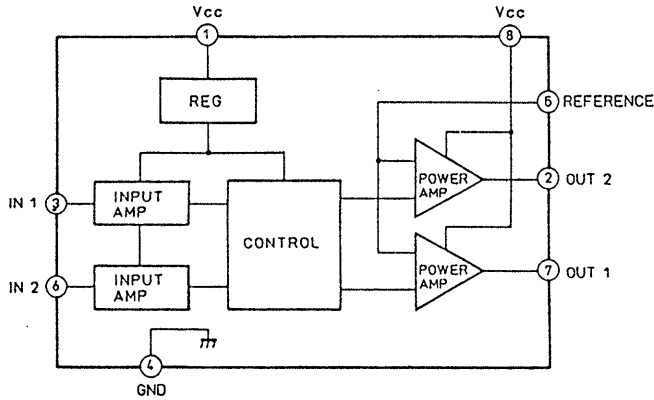 Vcc
Vcc
1
8
REG
5 REFERENCE
IN 1 3
INPUT
AMP
POWER
AMP
2 OUT 2
CONTROL
IN 2 6
INPUT
AMP
POWER
AMP
7 OUT 1
4
GND